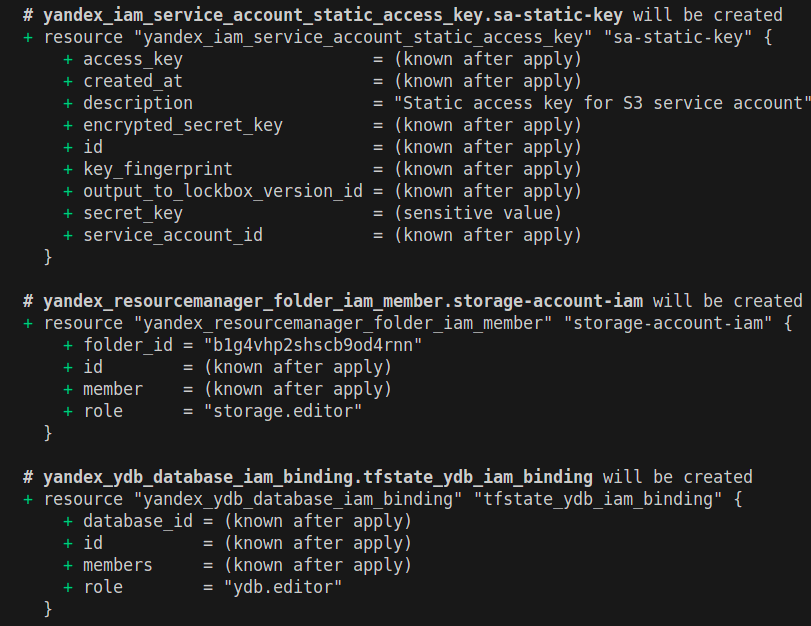 # yandex_iam_service_account_static_access_key.sa-static-key will be created
+ resource "yandex_iam_service_account_static_access_key" "sa-static-key" {
+ access_key = (known after apply)
+ created_at = (known after apply)
+ description = "Static access key for S3 service account"
+ encrypted_secret_key = (known after apply)
+ id = (known after apply)
+ key_fingerprint = (known after apply)
+ output_to_lockbox_version_id = (known after apply)
+ secret_key = (sensitive value)
+ service_account_id = (known after apply)
}
# yandex_resourcemanager_folder_iam_member.storage-account-iam will be created
+ resource "yandex_resourcemanager_folder_iam_member" "storage-account-iam" {
+ folder_id = "b1g4vhp2shscb9od4rnn"
+ id = (known after apply)
+ member = (known after apply)
+ role = "storage.editor"
}
# yandex_ydb_database_iam_binding.tfstate_ydb_iam_binding will be created
+ resource "yandex_ydb_database_iam_binding" "tfstate_ydb_iam_binding" {
+ database_id = (known after apply)
+ id = (known after apply)
+ members = (known after apply)
+ role = "ydb.editor"
}